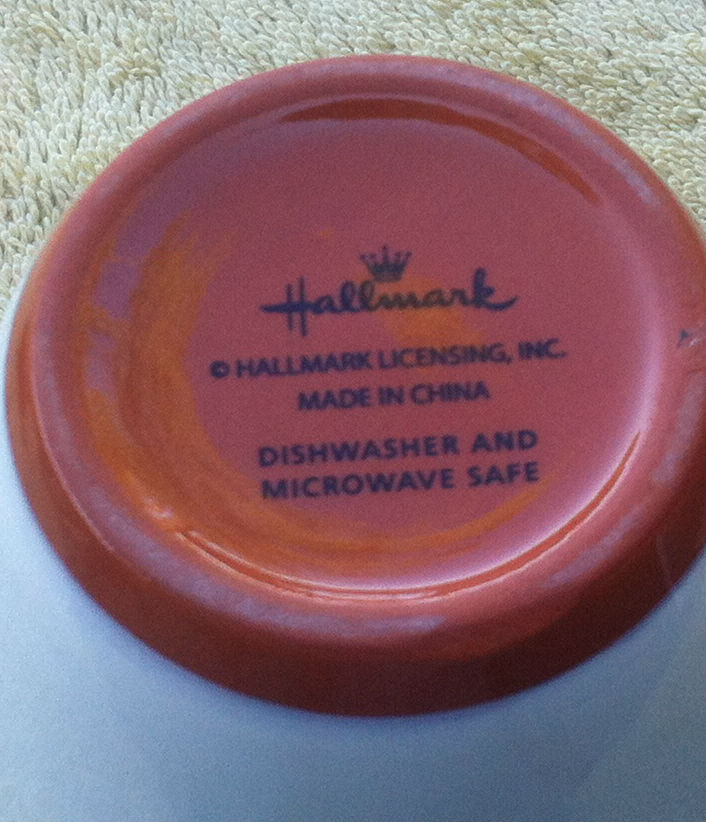 Hallmark
© HALLMARK LICENSING, INC.
MADE IN CHINA
DISHWASHER AND
MICROWAVE SAFE